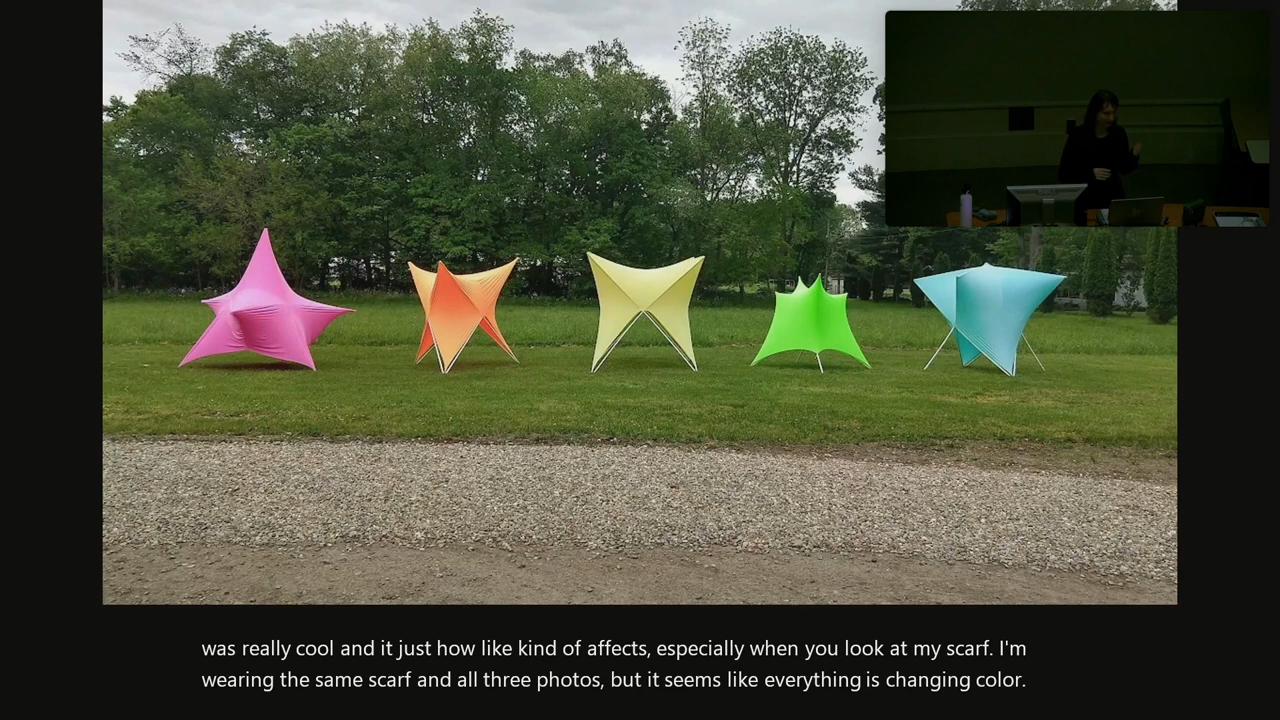 was really cool and it just how like kind of affects, especially when you look at my scarf. I'm
wearing the same scarf and all three photos, but it seems like everything is changing color.